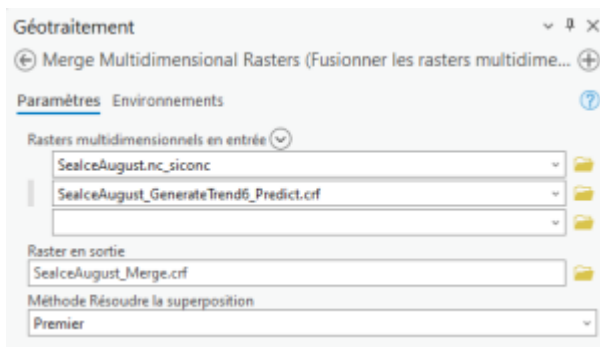 Géotraitement
Merge Multidimensional Rasters (Fusionner les rasters multidime...
Paramètres Environnements
Rasters multidimensionnels en entrée
SeaIceAugust.nc_siconc
SeaIceAugust_GenerateTrend6_Predict.crf
Raster en sortie
SeaIceAugust_Merge.crf
Méthode Résoudre la superposition
Premier